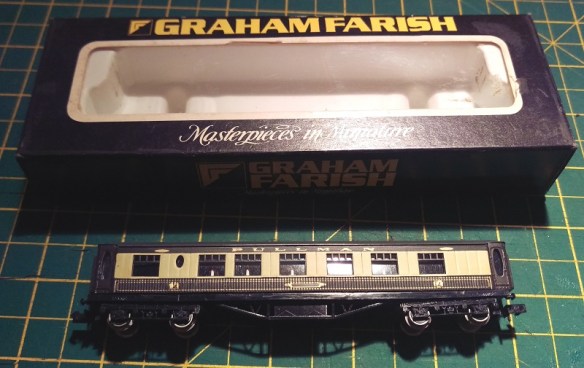 GRAHAM FARISH
Masterpieces in Miniature
GRAHAM
FARISH
PULLMAN